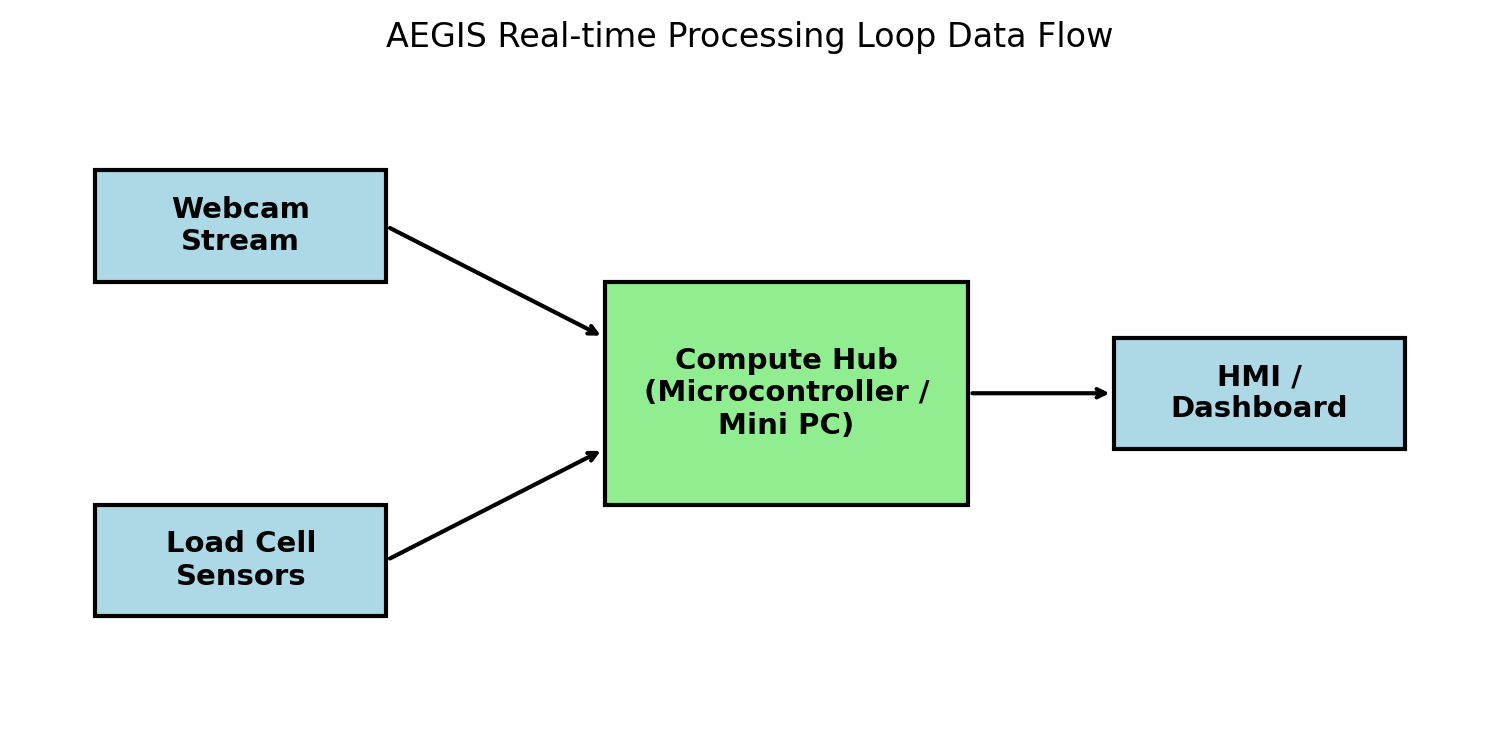 AEGIS Real-time Processing Loop Data Flow
Webcam
Stream
Compute Hub
(Microcontroller /
Mini PC)
HMI /
Dashboard
Load Cell
Sensors